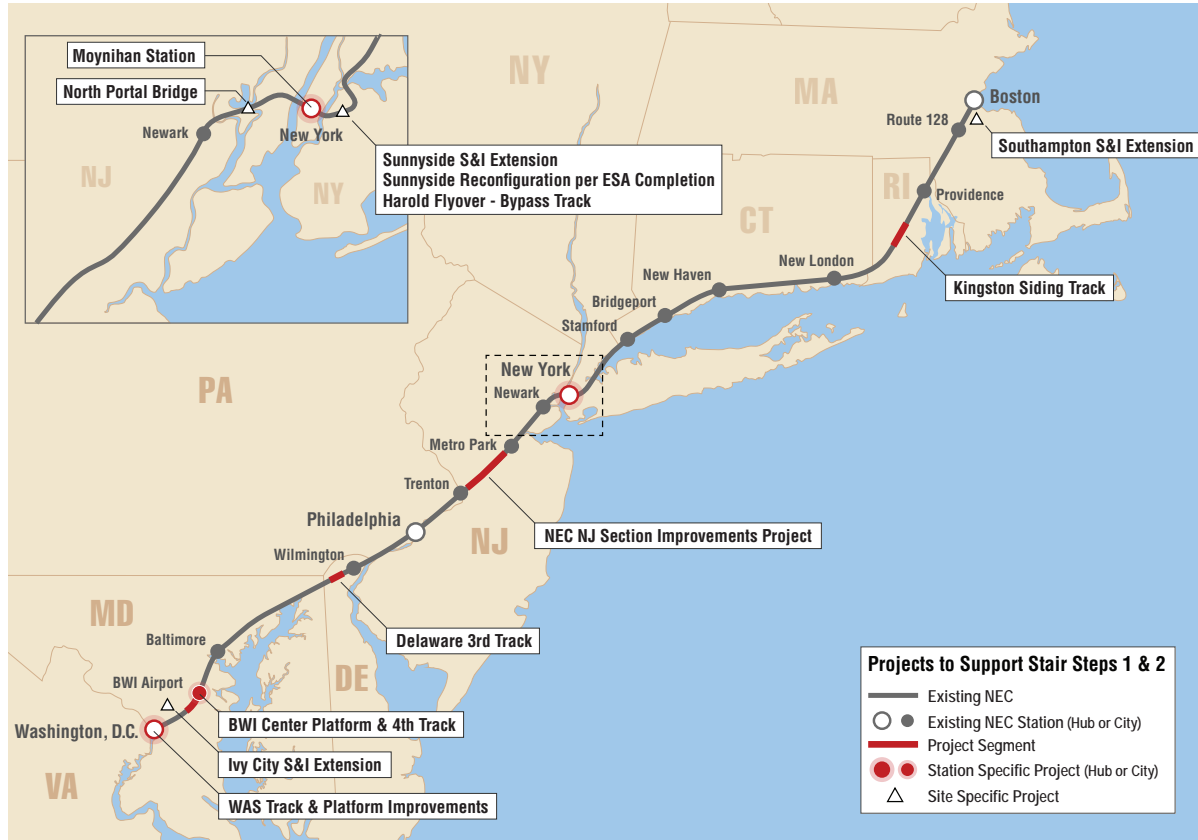 Moynihan Station
North Portal Bridge
Newark
New York
NJ
NY
Sunnyside S&I Extension
Sunnyside Reconfiguration per ESA Completion
Harold Flyover - Bypass Track
NY
MA
Boston
Route 128
Southampton S&I Extension
RI
Providence
CT
New London
New Haven
Kingston Siding Track
Bridgeport
Stamford
New York
Newark
PA
Metro Park
Trenton
Philadelphia
NJ
NEC NJ Section Improvements Project
Wilmington
MD
Delaware 3rd Track
Baltimore
DE
BWI Airport
BWI Center Platform & 4th Track
Washington, D.C.
Ivy City S&I Extension
VA
WAS Track & Platform Improvements
Projects to Support Stair Steps 1 & 2
Existing NEC
Existing NEC Station (Hub or City)
Project Segment
Station Specific Project (Hub or City)
Site Specific Project